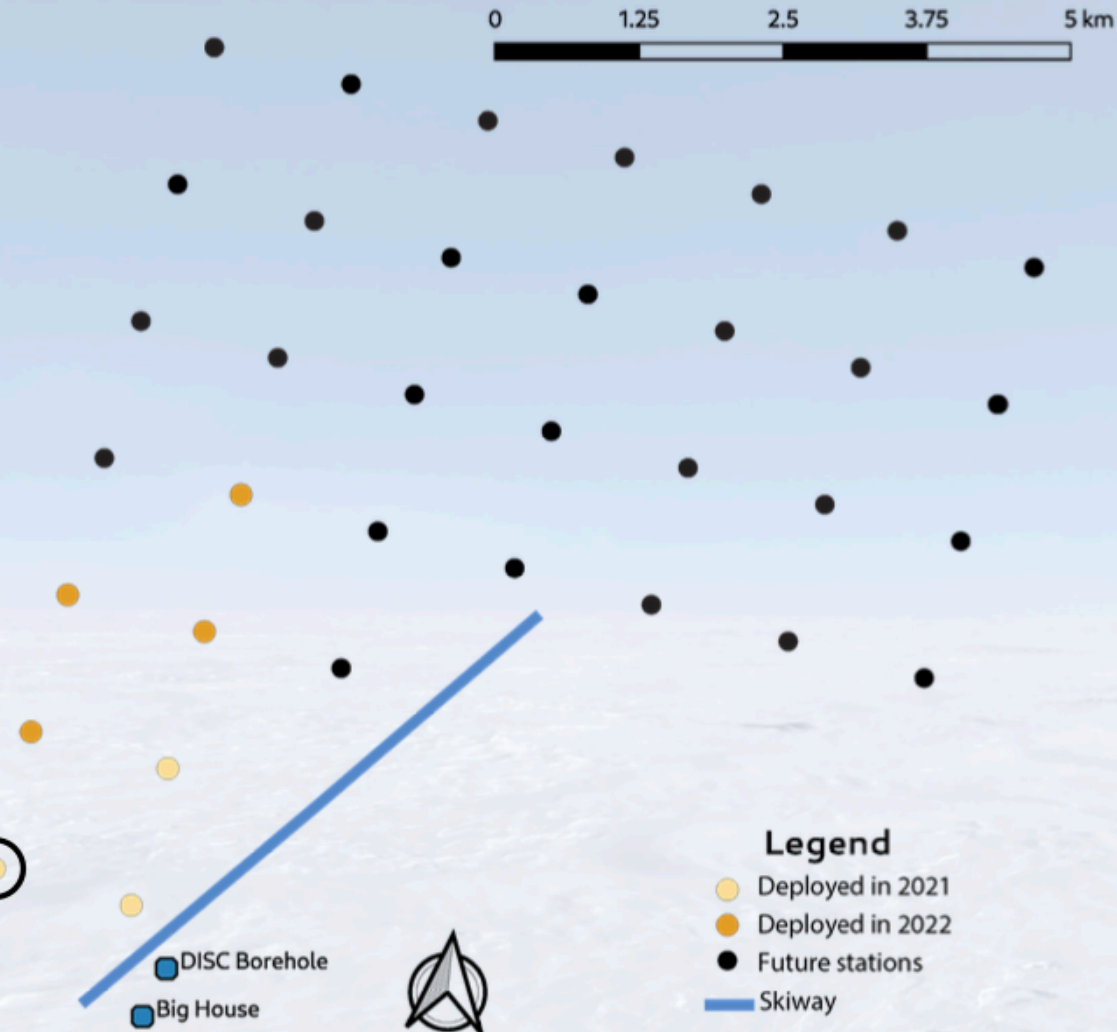 0 1.25 2.5 3.75 5 km
Legend
Deployed in 2021
Deployed in 2022
Future stations
Skiway
DISC Borehole
Big House